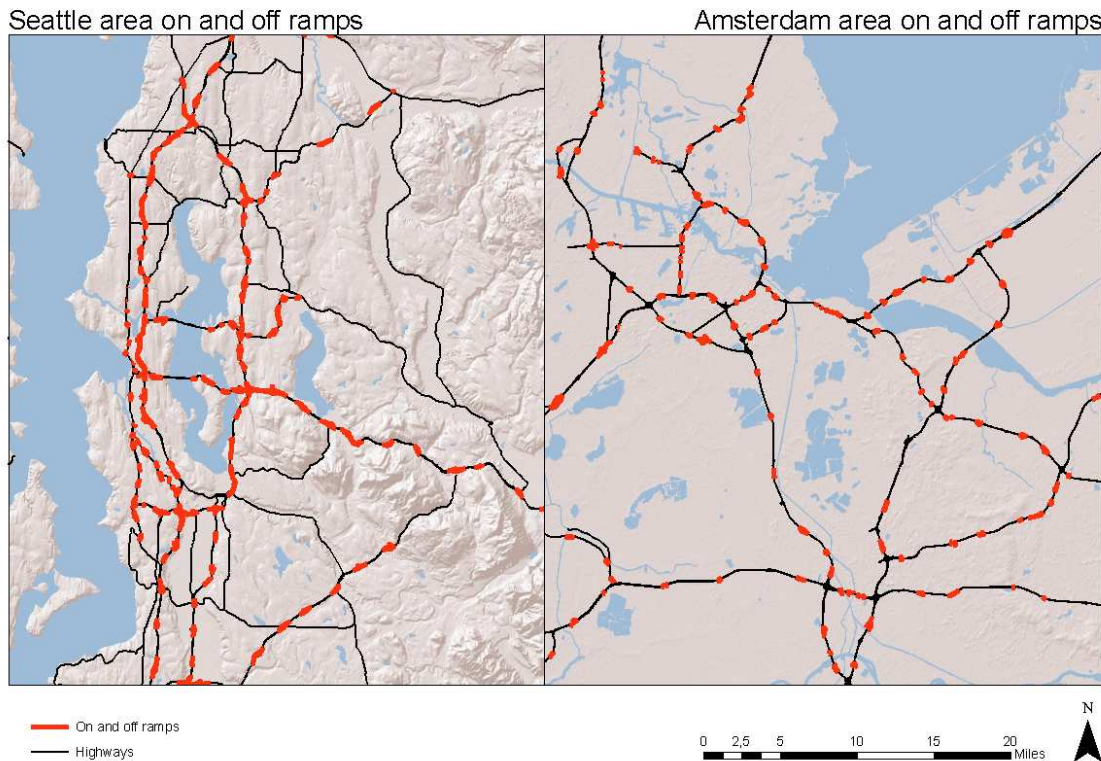 Seattle area on and off ramps
Amsterdam area on and off ramps
On and off ramps
Highways
N
0 2,5 5 10 15 20
Miles